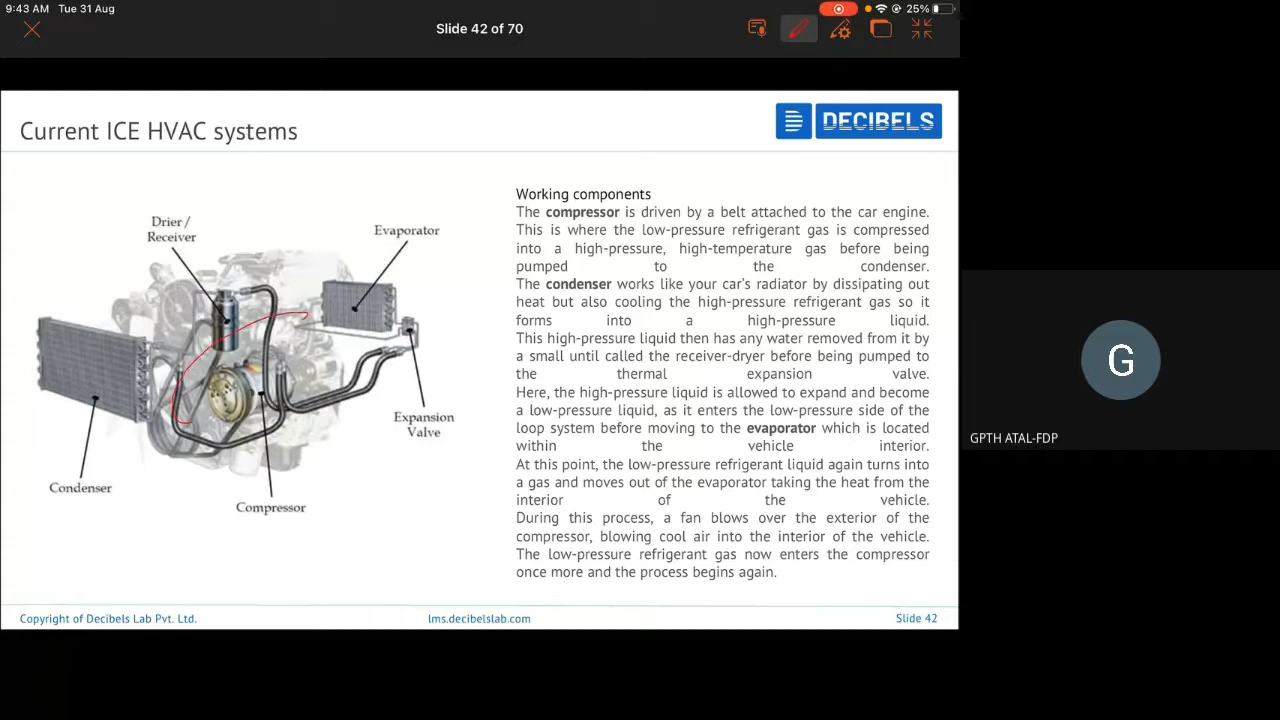 9:43 AM Tue 31 Aug
25%
Slide 42 of 70
Current ICE HVAC systems
DECIBELS
Drier /
Receiver
Evaporator
Expansion
Valve
Condenser
Compressor
Working components
The compressor is driven by a belt attached to the car engine.
This is where the low-pressure refrigerant gas is compressed
into a high-pressure, high-temperature gas before being
pumped to the condenser.
The condenser works like your car's radiator by dissipating out
heat but also cooling the high-pressure refrigerant gas so it
forms into a high-pressure liquid.
This high-pressure liquid then has any water removed from it by
a small until called the receiver-dryer before being pumped to
the thermal expansion valve.
Here, the high-pressure liquid is allowed to expand and become
a low-pressure liquid, as it enters the low-pressure side of the
loop system before moving to the evaporator which is located
within the vehicle interior.
At this point, the low-pressure refrigerant liquid again turns into
a gas and moves out of the evaporator taking the heat from the
interior of the vehicle.
During this process, a fan blows over the exterior of the
compressor, blowing cool air into the interior of the vehicle.
The low-pressure refrigerant gas now enters the compressor
once more and the process begins again.
Copyright of Decibels Lab Pvt. Ltd.
lms.decibelslab.com
Slide 42
G
GPTH ATAL-FDP